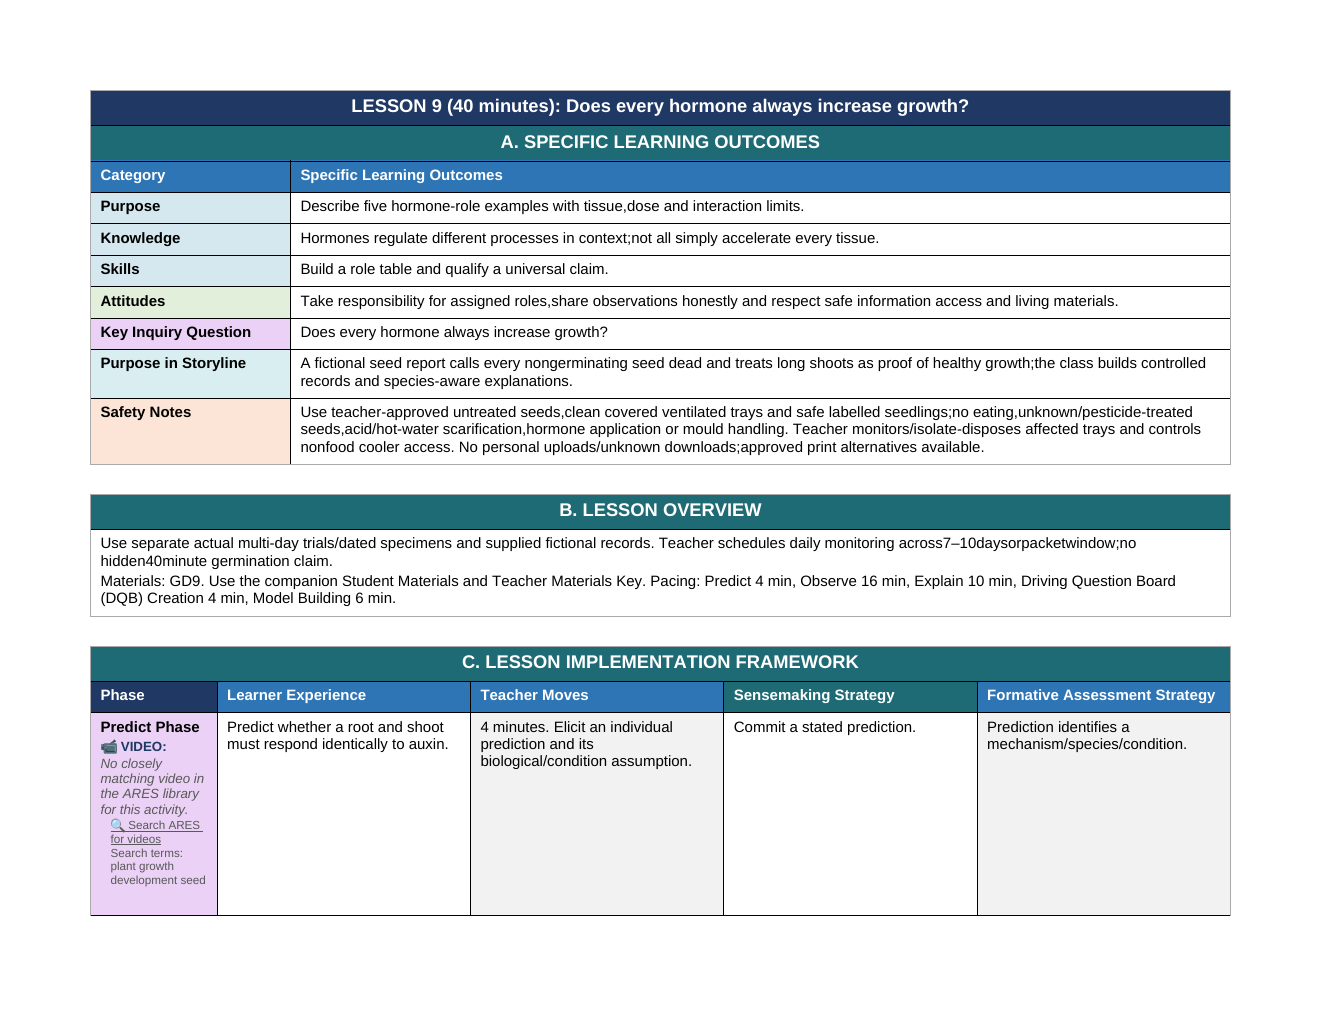 LESSON 9 (40 minutes): Does every hormone always increase growth?
A. SPECIFIC LEARNING OUTCOMES
Category
Specific Learning Outcomes
Purpose
Describe five hormone-role examples with tissue,dose and interaction limits.
Knowledge
Hormones regulate different processes in context;not all simply accelerate every tissue.
Skills
Build a role table and qualify a universal claim.
Attitudes
Take responsibility for assigned roles,share observations honestly and respect safe information access and living materials.
Key Inquiry Question
Does every hormone always increase growth?
Purpose in Storyline
A fictional seed report calls every nongerminating seed dead and treats long shoots as proof of healthy growth;the class builds controlled
records and species-aware explanations.
Safety Notes
Use teacher-approved untreated seeds,clean covered ventilated trays and safe labelled seedlings;no eating,unknown/pesticide-treated
seeds,acid/hot-water scarification,hormone application or mould handling. Teacher monitors/isolate-disposes affected trays and controls
nonfood cooler access. No personal uploads/unknown downloads;approved print alternatives available.
B. LESSON OVERVIEW
Use separate actual multi-day trials/dated specimens and supplied fictional records. Teacher schedules daily monitoring across7–10daysorpacketwindow;no
hidden40minute germination claim.
Materials: GD9. Use the companion Student Materials and Teacher Materials Key. Pacing: Predict 4 min, Observe 16 min, Explain 10 min, Driving Question Board
(DQB) Creation 4 min, Model Building 6 min.
C. LESSON IMPLEMENTATION FRAMEWORK
Phase
Learner Experience
Teacher Moves
Sensemaking Strategy
Formative Assessment Strategy
Predict Phase
📹 VIDEO:
No closely
matching video in
the ARES library
for this activity.
🔍 Search ARES
for videos
Search terms:
plant growth
development seed
Predict whether a root and shoot
must respond identically to auxin.
4 minutes. Elicit an individual
prediction and its
biological/condition assumption.
Commit a stated prediction.
Prediction identifies a
mechanism/species/condition.